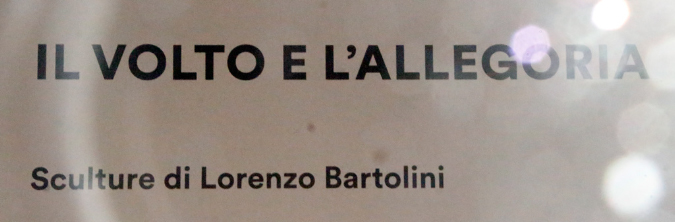 IL VOLTO E L’ALLEGORIA
Sculture di Lorenzo Bartolini